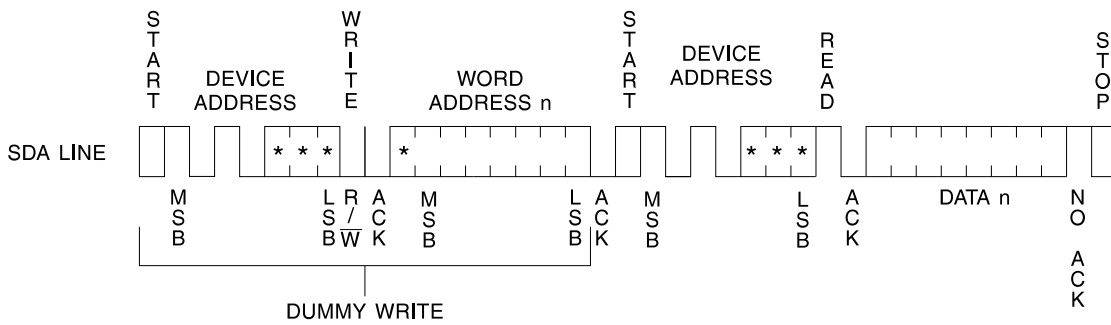 START
DEVICE
ADDRESS
WRITE
WORD
ADDRESS n
START
DEVICE
ADDRESS
READ
STOP
SDA LINE
* * *
*
* * *
MSB
LSB
R/W
ACK
MSB
LSB
ACK
MSB
LSB
ACK
DATA n
NO ACK
DUMMY WRITE